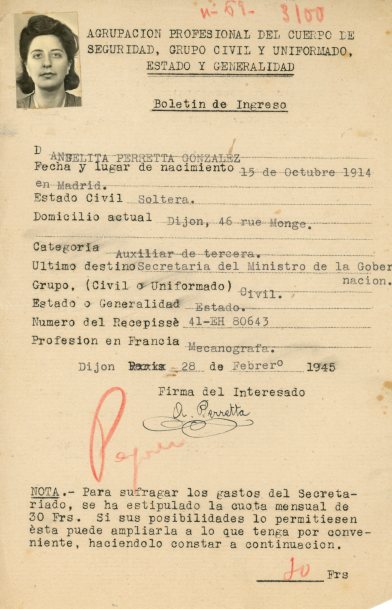 nº 59.- 3100
AGRUPACION PROFESIONAL DEL CUERPO DE
SEGURIDAD, GRUPO CIVIL Y UNIFORMADO,
ESTADO Y GENERALIDAD
Boletin de Ingreso
D ANGELITA PERRETTA GONZALEZ
Fecha y lugar de nacimiento 15 de Octubre 1914
en Madrid.
Estado Civil Soltera.
Domicilio actual Dijon, 46 rue Monge.
Categoria Auxiliar de tercera.
Ultimo destino Secretaria del Ministro de la Gober
nacion.
Grupo. (Civil o Uniformado) Civil.
Estado o Generalidad Estado.
Numero del Recepissè 41-EH 80643
Profesion en Francia Mecanografa.
Dijon Paris 28 de Febrero 1945
Firma del Interesado
A. Perretta
NOTA.- Para sufragar los gastos del Secreta-
riado, se ha estipulado la cuota mensual de
30 Frs. Si sus posibilidades lo permitiesen
èsta puede ampliarla a lo que tenga por conve-
niente, haciendolo constar a continuacion.
Frs